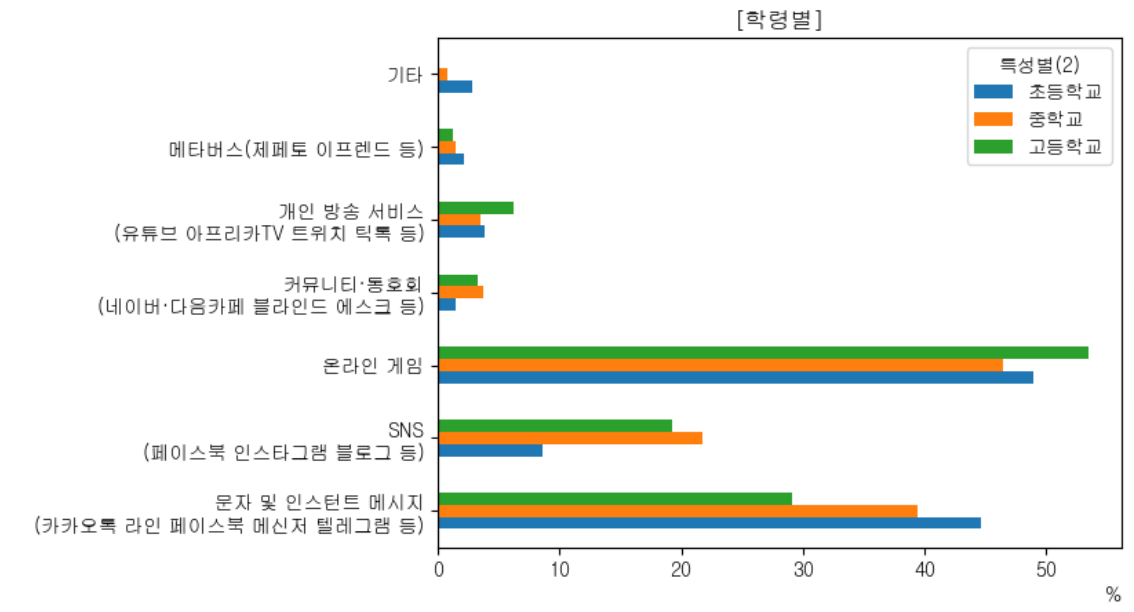 [학령별]
특성별(2)
초등학교
중학교
고등학교
기타
메타버스(제페토 이프렌드 등)
개인 방송 서비스
(유튜브 아프리카TV 트위치 틱톡 등)
커뮤니티·동호회
(네이버·다음카페 블라인드 에스크 등)
온라인 게임
SNS
(페이스북 인스타그램 블로그 등)
문자 및 인스턴트 메시지
(카카오톡 라인 페이스북 메신저 텔레그램 등)
0 10 20 30 40 50
%